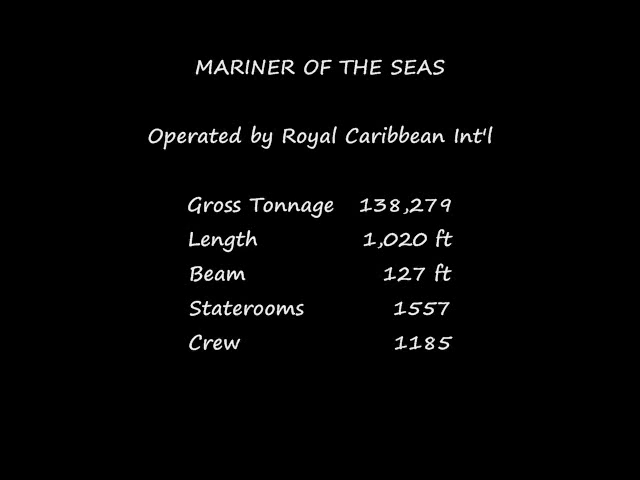 MARINER OF THE SEAS
Operated by Royal Caribbean Int'l
Gross Tonnage 138,279
Length 1,020 ft
Beam 127 ft
Staterooms 1557
Crew 1185